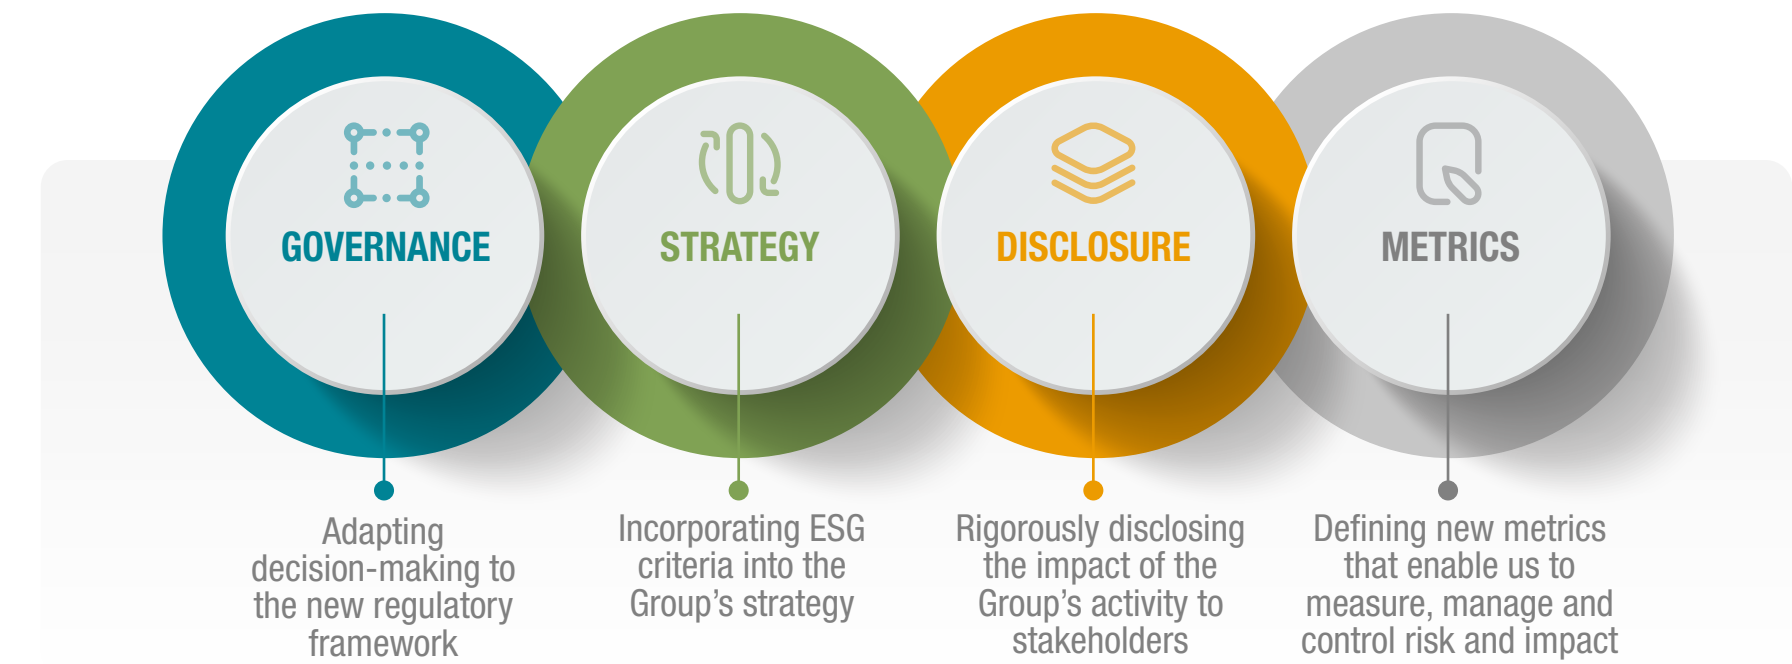 GOVERNANCE
Adapting
decision-making to
the new regulatory
framework
STRATEGY
Incorporating ESG
criteria into the
Group’s strategy
DISCLOSURE
Rigorously disclosing
the impact of the
Group’s activity to
stakeholders
METRICS
Defining new metrics
that enable us to
measure, manage and
control risk and impact